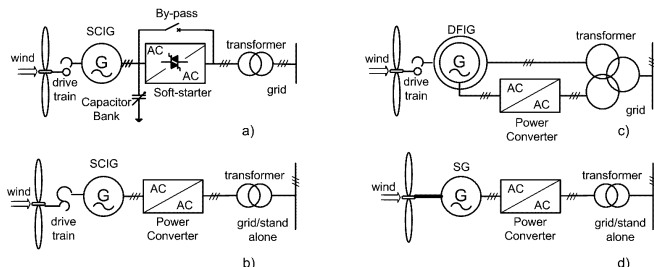 By-pass
SCIG
AC
AC
transformer
wind
G
drive
train
Capacitor
Bank
Soft-starter
grid
a)
DFIG
transformer
wind
G
drive
train
AC
AC
Power
Converter
grid
c)
SCIG
transformer
wind
G
AC
AC
drive
train
Power
Converter
grid/stand
alone
b)
SG
transformer
wind
G
AC
AC
Power
Converter
grid/stand
alone
d)